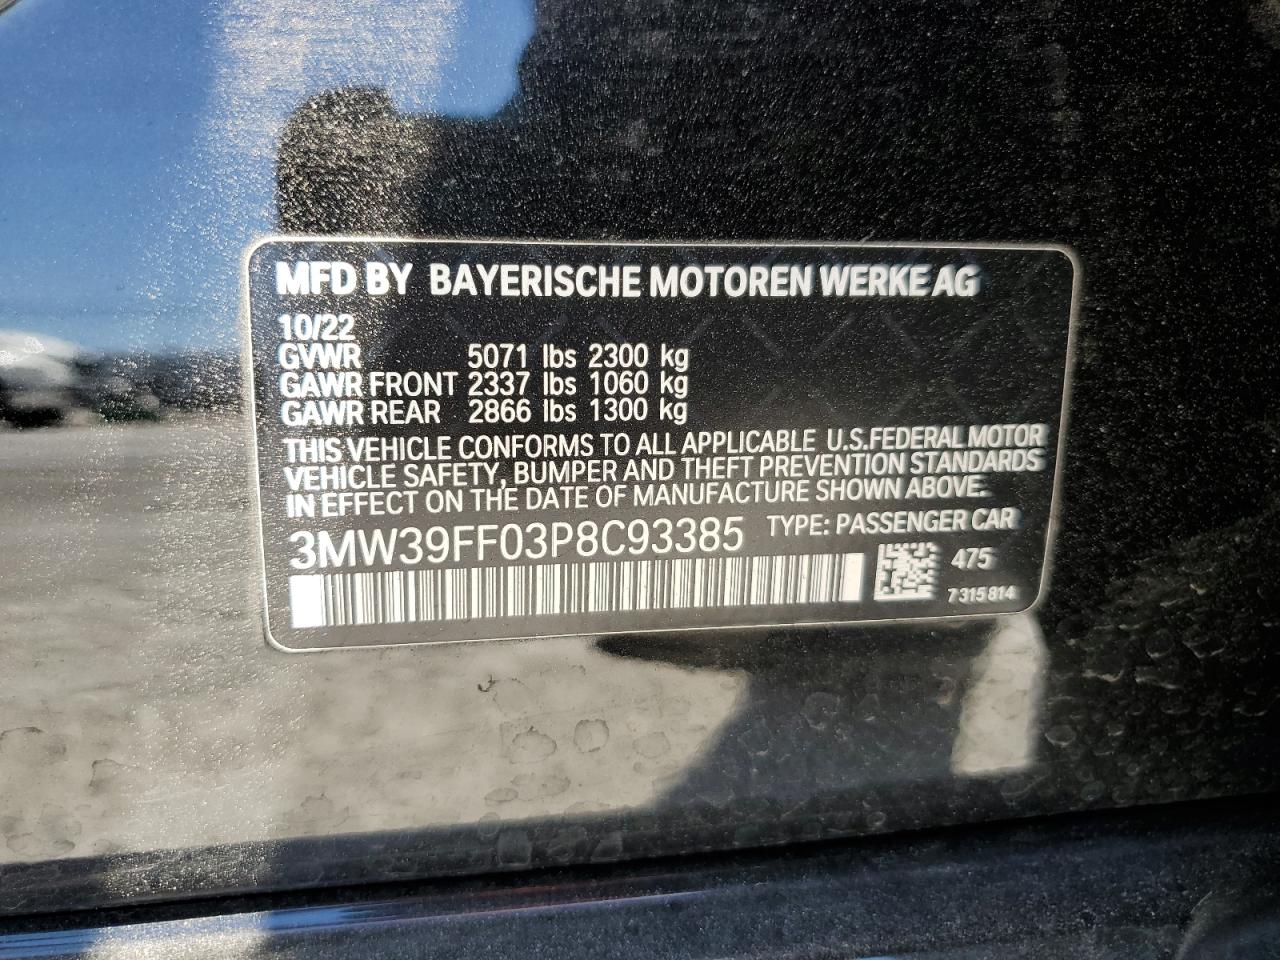 MFD BY BAYERISCHE MOTOREN WERKE AG
10/22
GVWR 5071 lbs 2300 kg
GAWR FRONT 2337 lbs 1060 kg
GAWR REAR 2866 lbs 1300 kg
THIS VEHICLE CONFORMS TO ALL APPLICABLE U.S.FEDERAL MOTOR
VEHICLE SAFETY, BUMPER AND THEFT PREVENTION STANDARDS
IN EFFECT ON THE DATE OF MANUFACTURE SHOWN ABOVE.
3MW39FF03P8C93385 TYPE: PASSENGER CAR
475
7 315 814